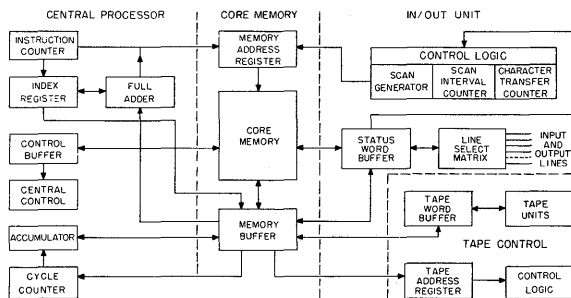 CENTRAL PROCESSOR
CORE MEMORY
IN/OUT UNIT
INSTRUCTION
COUNTER
MEMORY
ADDRESS
REGISTER
CONTROL LOGIC
SCAN
GENERATOR
SCAN
INTERVAL
COUNTER
CHARACTER
TRANSFER
COUNTER
INDEX
REGISTER
FULL
ADDER
CONTROL
BUFFER
CORE
MEMORY
STATUS
WORD
BUFFER
LINE
SELECT
MATRIX
INPUT
AND
OUTPUT
LINES
CENTRAL
CONTROL
TAPE
WORD
BUFFER
TAPE
UNITS
ACCUMULATOR
MEMORY
BUFFER
TAPE CONTROL
CYCLE
COUNTER
TAPE
ADDRESS
REGISTER
CONTROL
LOGIC